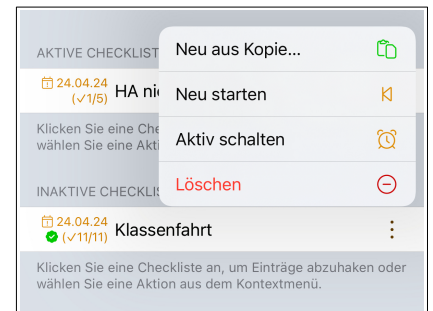 AKTIVE CHECKLIST
24.04.24
(✓1/5)
HA ni
Klicken Sie eine Che
wählen Sie eine Akti
Neu aus Kopie...
Neu starten
Aktiv schalten
Löschen
INAKTIVE CHECKLIS
24.04.24
(✓11/11)
Klassenfahrt
Klicken Sie eine Checkliste an, um Einträge abzuhaken oder
wählen Sie eine Aktion aus dem Kontextmenü.